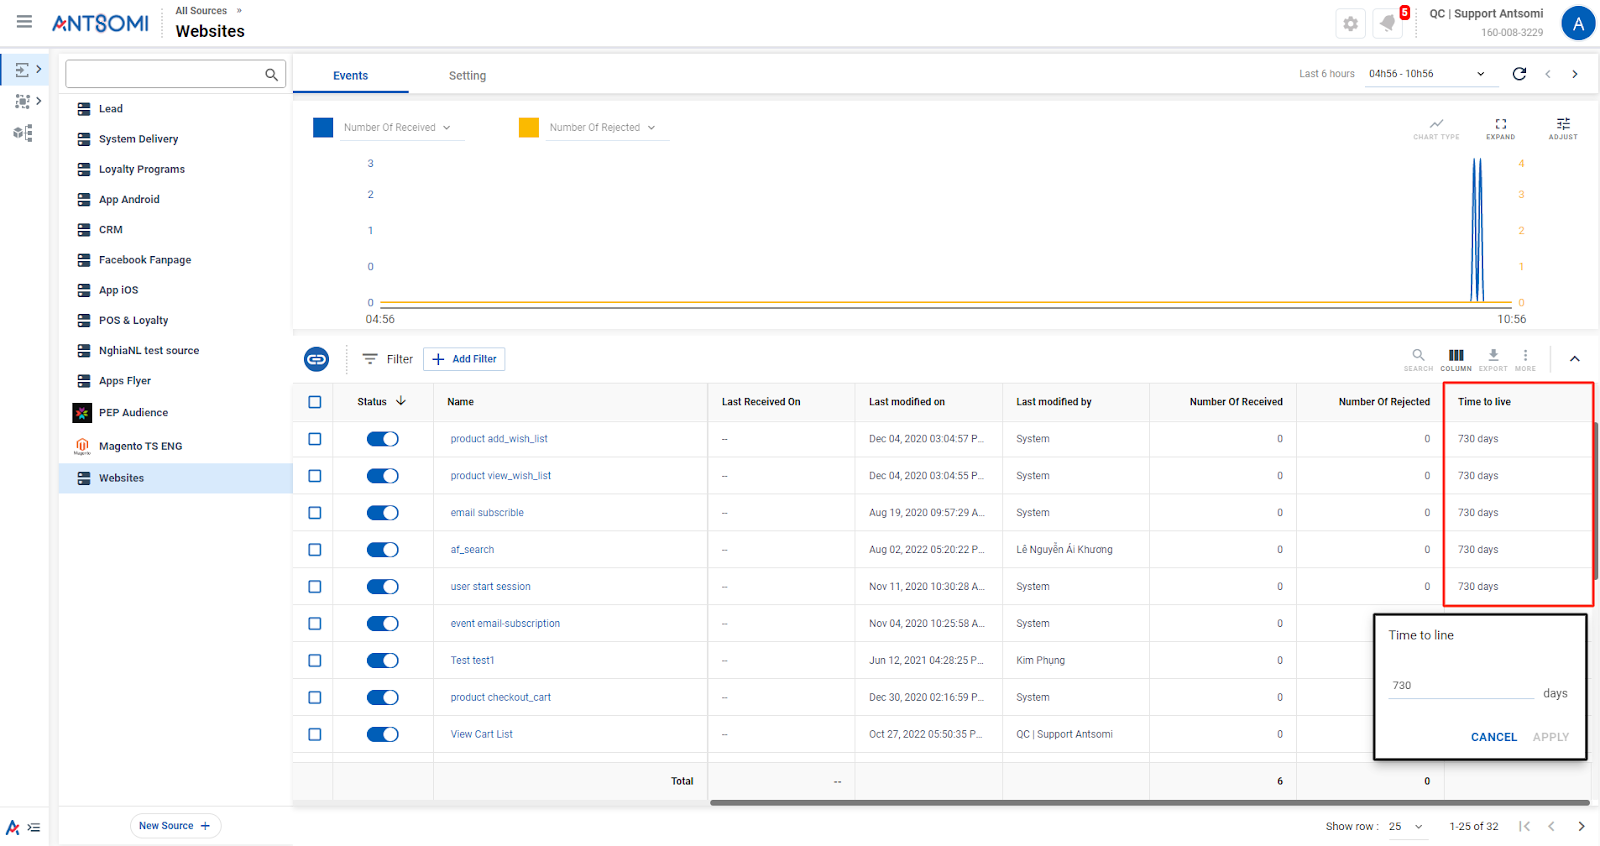 ANTSOMI
All Sources »
Websites
5
QC | Support Antsomi
160-008-3229
A
Lead
System Delivery
Loyalty Programs
App Android
CRM
Facebook Fanpage
App iOS
POS & Loyalty
NghiaNL test source
Apps Flyer
PEP Audience
Magento TS ENG
Websites
New Source +
Events
Setting
Last 6 hours
04h56 - 10h56
Number Of Received
Number Of Rejected
CHART TYPE
EXPAND
ADJUST
3
2
1
0
0
4
3
2
1
0
04:56
10:56
Filter
+ Add Filter
SEARCH
COLUMN
EXPORT
MORE
Status Name Last Received On Last modified on Last modified by Number Of Received Number Of Rejected Time to live
product add_wish_list -- Dec 04, 2020 03:04:57 P... System 0 0 730 days
product view_wish_list -- Dec 04, 2020 03:04:55 P... System 0 0 730 days
email subscrible -- Aug 19, 2020 09:57:29 A... System 0 0 730 days
af_search -- Aug 02, 2022 05:20:22 P... Lê Nguyễn Ái Khương 0 0 730 days
user start session -- Nov 11, 2020 10:30:28 A... System 0 0 730 days
event email-subscription -- Nov 04, 2020 10:25:58 A... System 0
Test test1 -- Jun 12, 2021 04:28:25 P... Kim Phụng 0
product checkout_cart -- Dec 30, 2020 02:16:59 P... System 0
View Cart List -- Oct 27, 2022 05:50:35 P... QC | Support Antsomi 0
Total -- 6 0
Time to line
730 days
CANCEL APPLY
Show row : 25 1-25 of 32